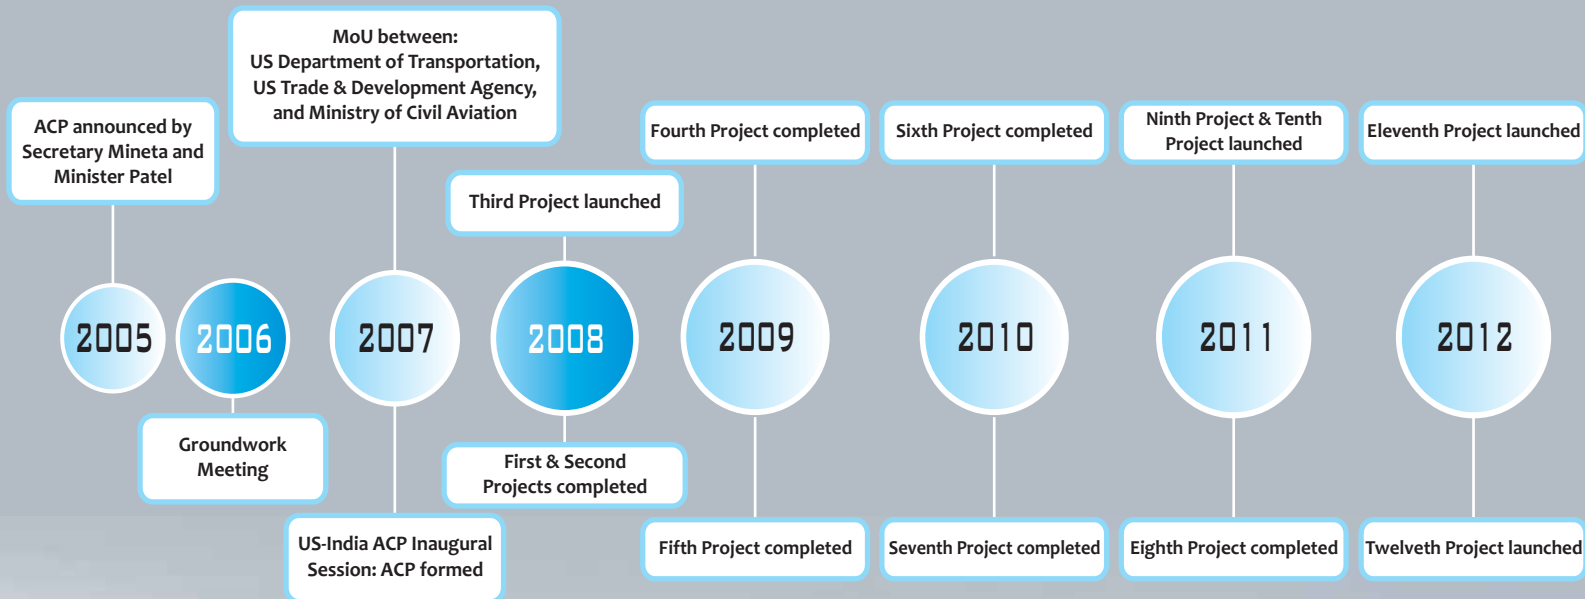 ACP announced by
Secretary Mineta and
Minister Patel
2005
2006
Groundwork
Meeting
MoU between:
US Department of Transportation,
US Trade & Development Agency,
and Ministry of Civil Aviation
2007
US-India ACP Inaugural
Session: ACP formed
Third Project launched
2008
First & Second
Projects completed
Fourth Project completed
2009
Fifth Project completed
Sixth Project completed
2010
Seventh Project completed
Ninth Project & Tenth
Project launched
2011
Eighth Project completed
Eleventh Project launched
2012
Twelveth Project launched